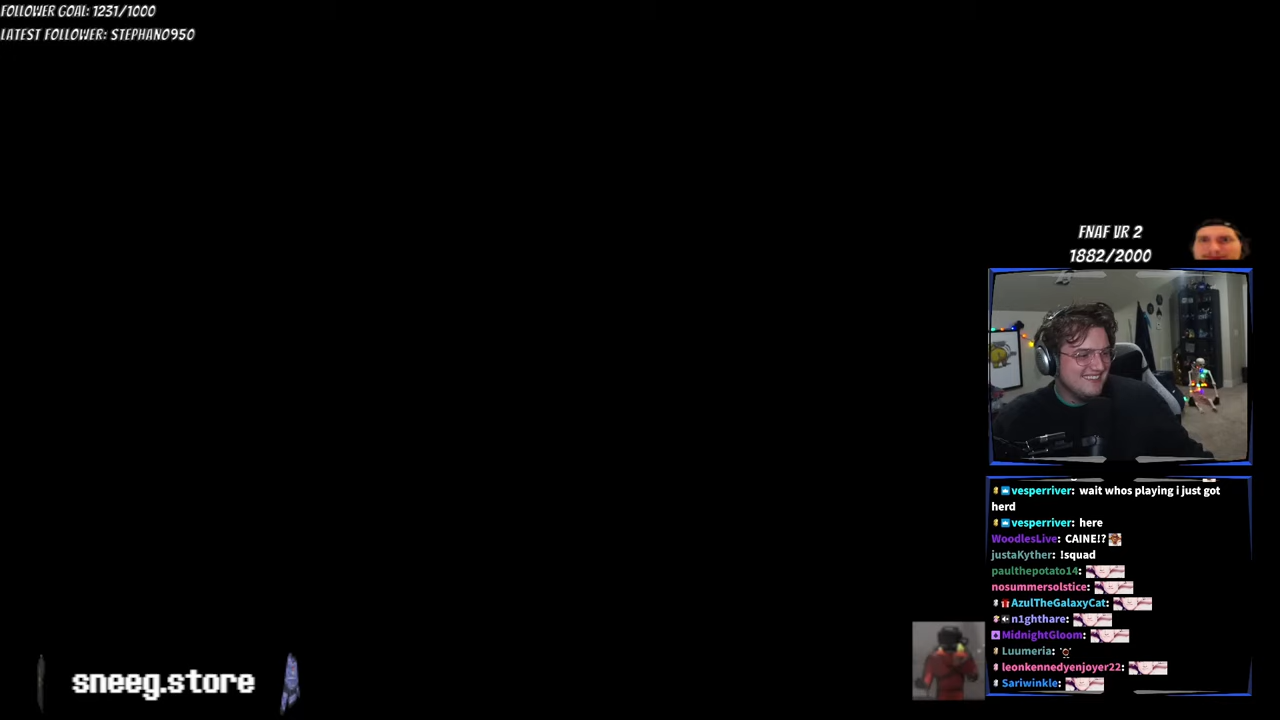 FOLLOWER GOAL: 1231/1000
LATEST FOLLOWER: STEPHANO950
FNAF VR 2
1882/2000
vesperriver: wait whos playing i just got
herd
vesperriver: here
WoodlesLive: CAINE!?
justaKyther: !squad
paulthepotato14:
nosummersolstice:
AzulTheGalaxyCat:
n1ghthare:
MidnightGloom:
Luumeria:
leonkennedyenjoyer22:
Sariwinkle:
sneeg.store